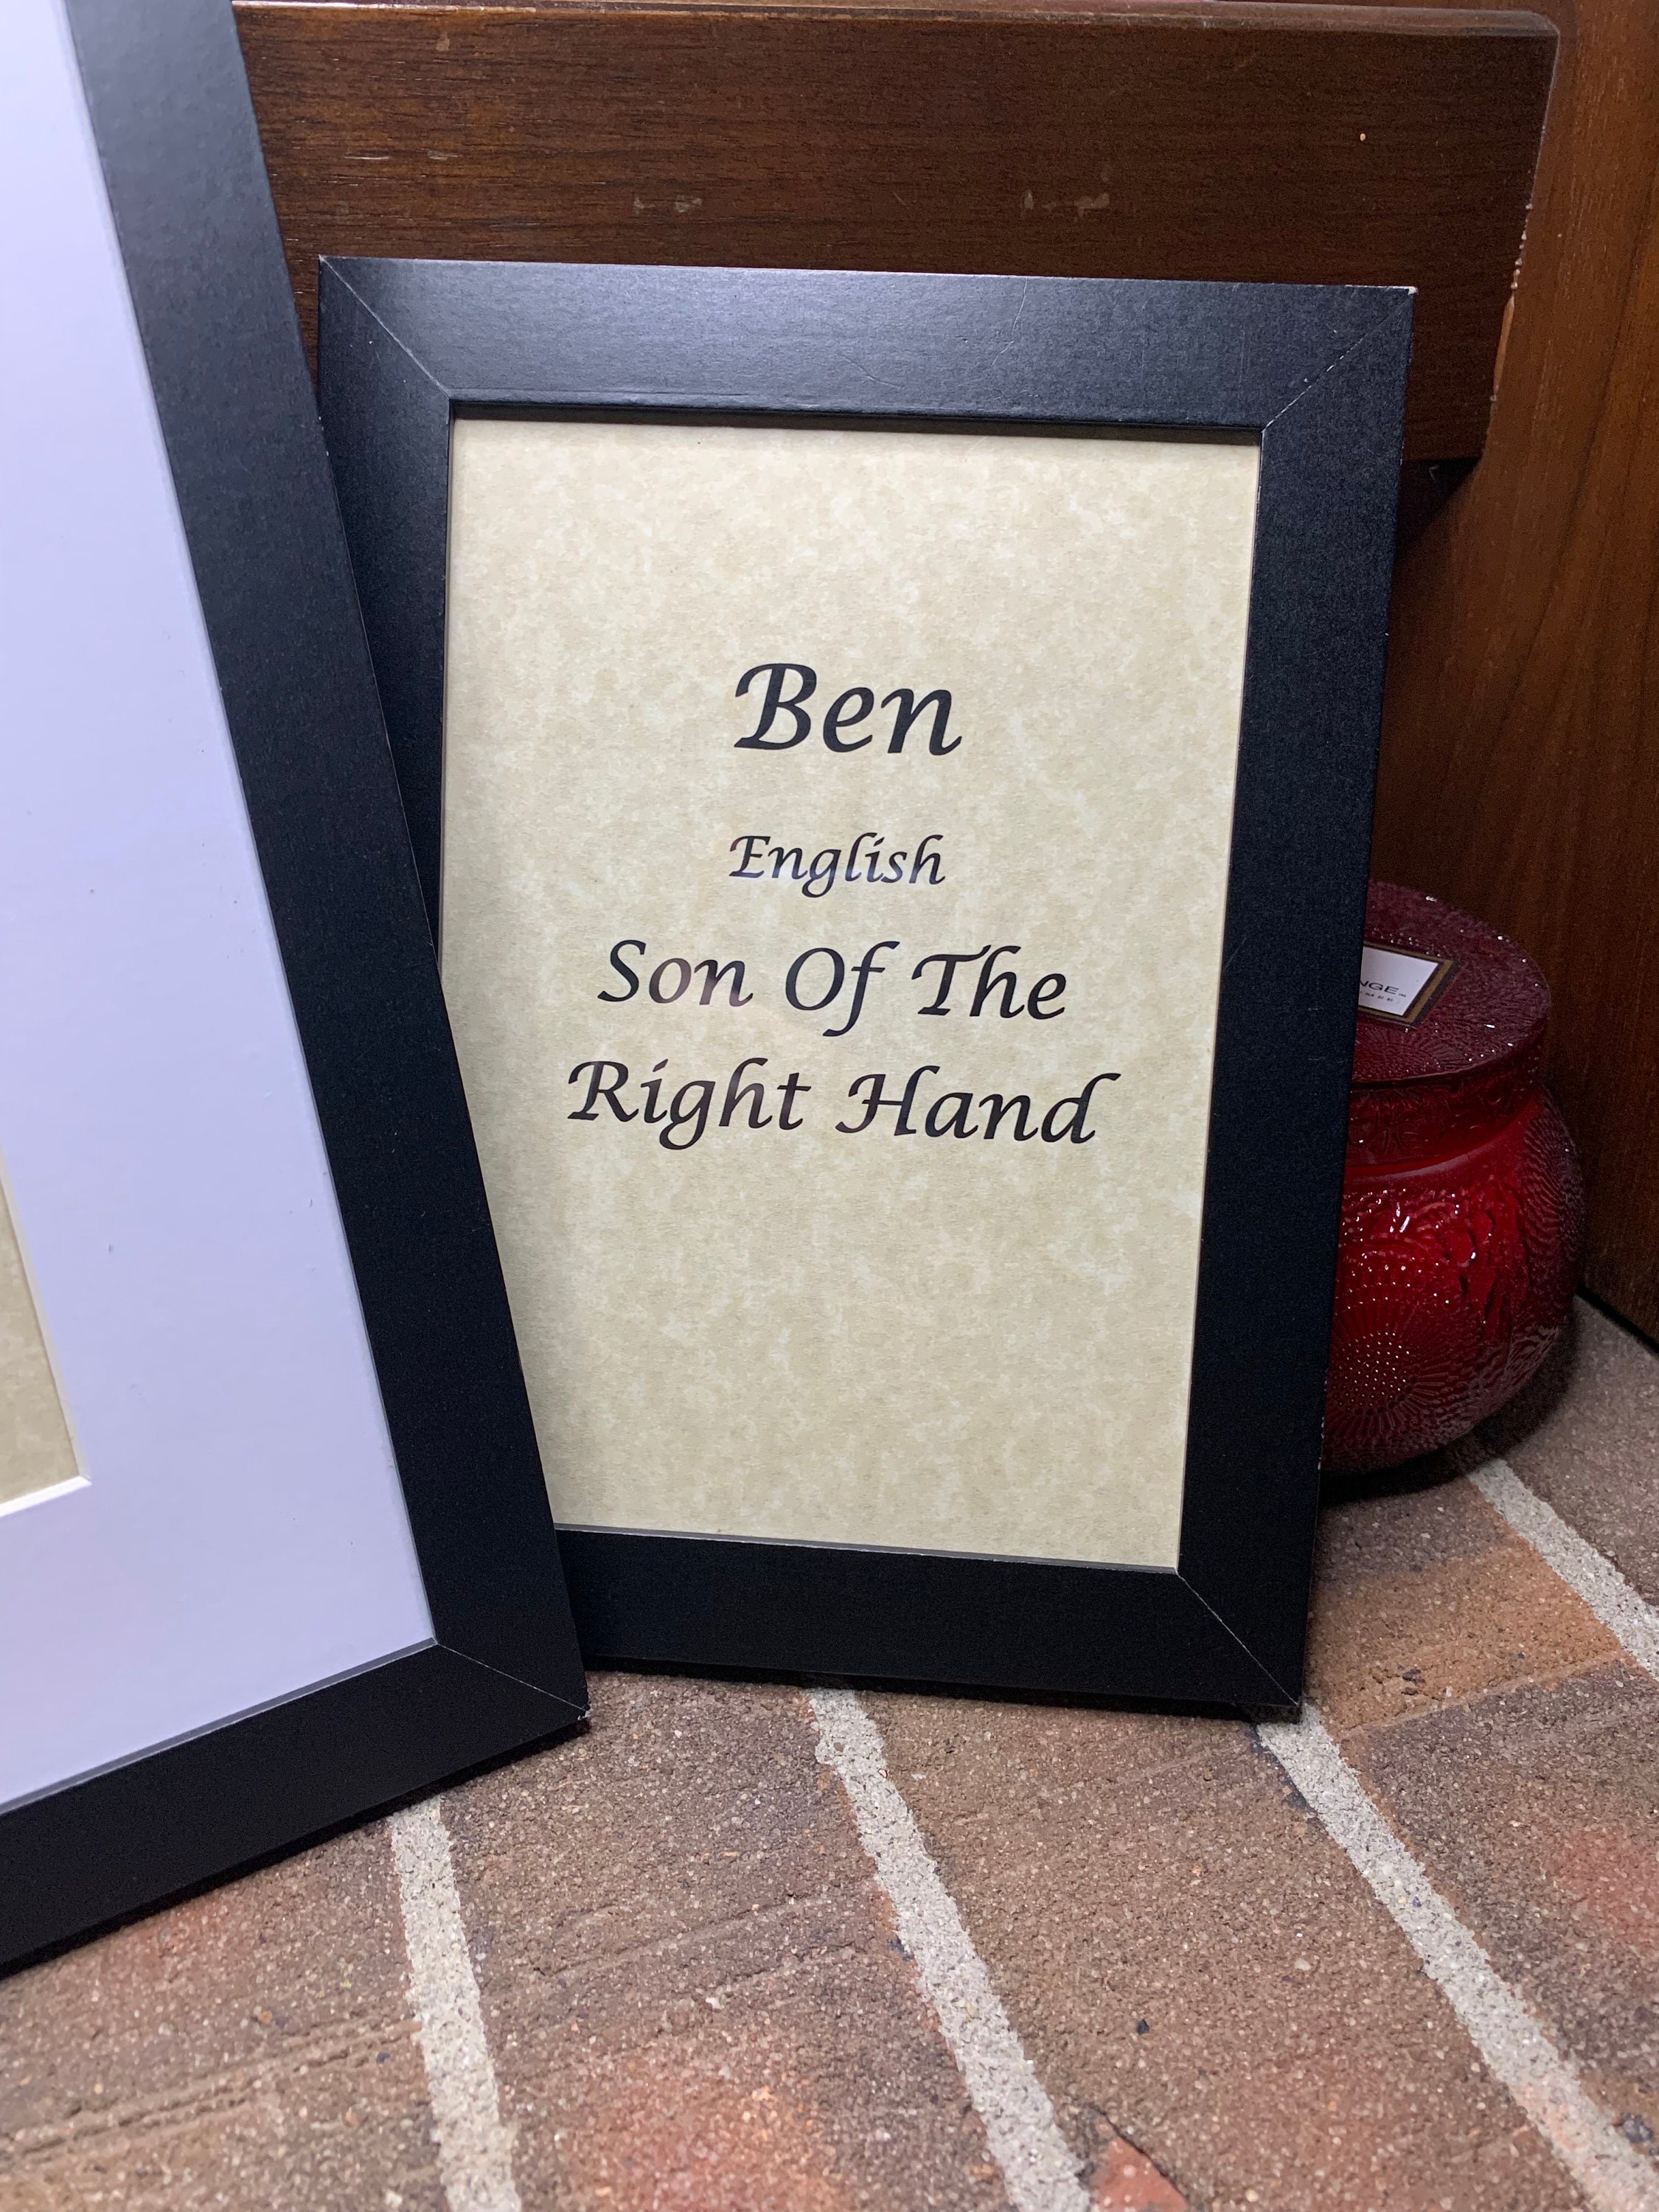 Ben
English
Son Of The
Right Hand